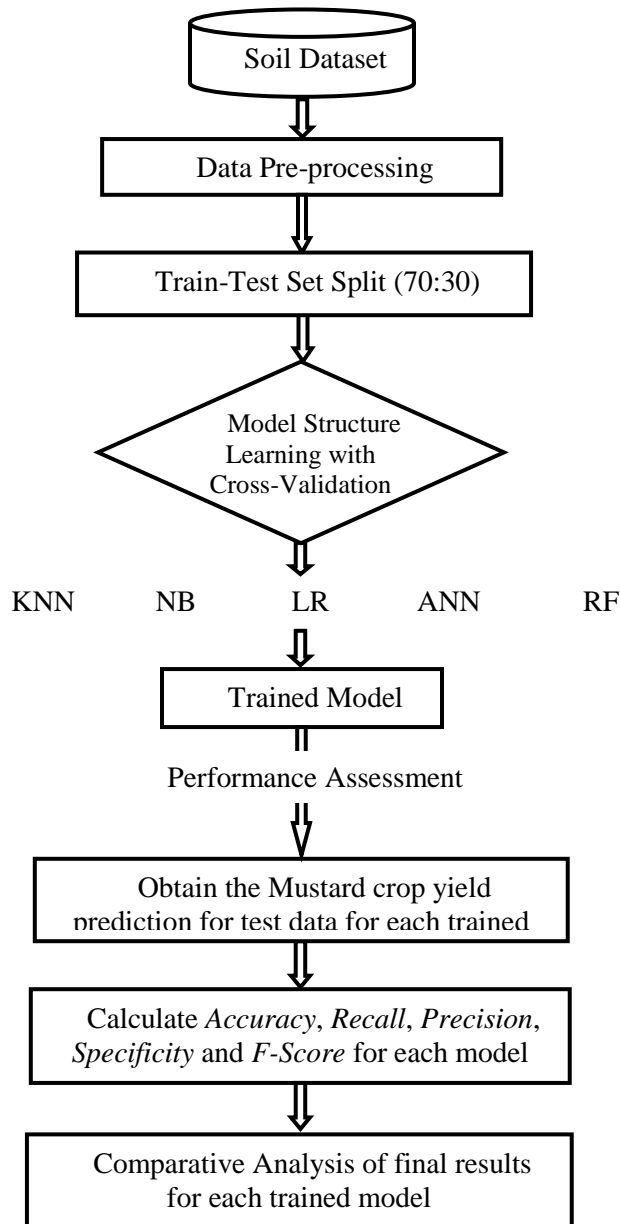 Soil Dataset
Data Pre-processing
Train-Test Set Split (70:30)
Model Structure
Learning with
Cross-Validation
KNN NB LR ANN RF
Trained Model
Performance Assessment
Obtain the Mustard crop yield
prediction for test data for each trained
Calculate Accuracy, Recall, Precision,
Specificity and F-Score for each model
Comparative Analysis of final results
for each trained model